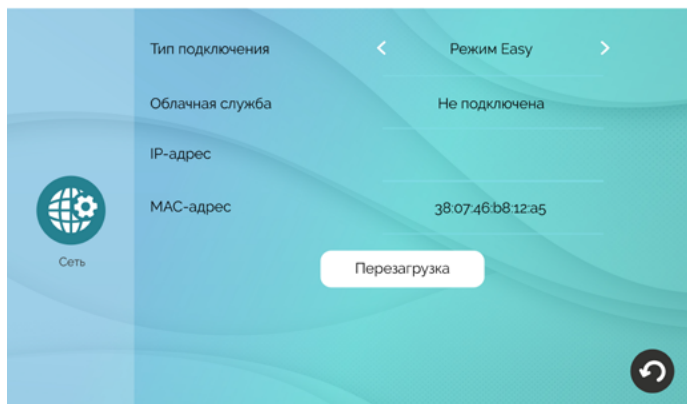 Тип подключения < Режим Easy >
Облачная служба Не подключена
IP-адрес
MAC-адрес 38:07:46:b8:12:a5
Сеть
Перезагрузка